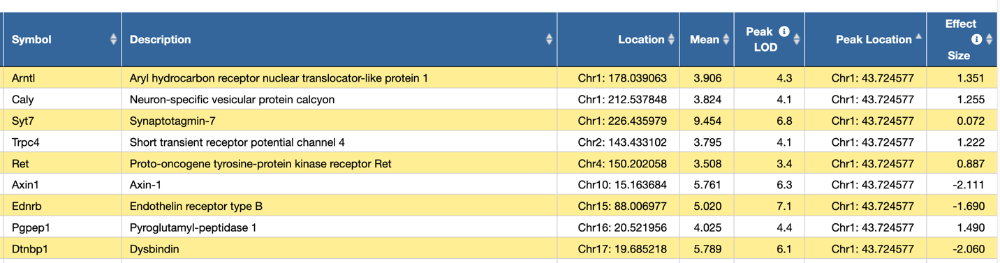 Symbol Description Location Mean Peak LOD Peak Location Effect Size
Arntl Aryl hydrocarbon receptor nuclear translocator-like protein 1 Chr1: 178.039063 3.906 4.3 Chr1: 43.724577 1.351
Caly Neuron-specific vesicular protein calcyon Chr1: 212.537848 3.824 4.1 Chr1: 43.724577 1.255
Syt7 Synaptotagmin-7 Chr1: 226.435979 9.454 6.8 Chr1: 43.724577 0.072
Trpc4 Short transient receptor potential channel 4 Chr2: 143.433102 3.795 4.1 Chr1: 43.724577 1.222
Ret Proto-oncogene tyrosine-protein kinase receptor Ret Chr4: 150.202058 3.508 3.4 Chr1: 43.724577 0.887
Axin1 Axin-1 Chr10: 15.163684 5.761 6.3 Chr1: 43.724577 -2.111
Ednrb Endothelin receptor type B Chr15: 88.006977 5.020 7.1 Chr1: 43.724577 -1.690
Pgpep1 Pyroglutamyl-peptidase 1 Chr16: 20.521956 4.025 4.4 Chr1: 43.724577 1.490
Dtnbp1 Dysbindin Chr17: 19.685218 5.789 6.1 Chr1: 43.724577 -2.060